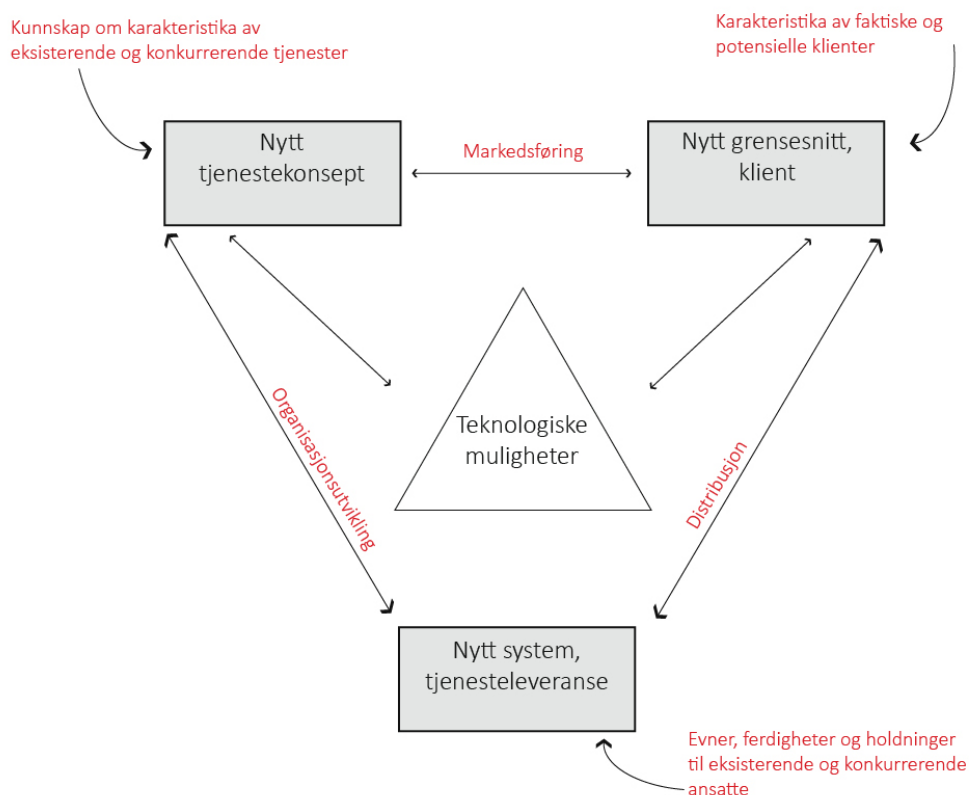 Kunnskap om karakteristika av
eksisterende og konkurrerende tjenester
Karakteristika av faktiske og
potensielle klienter
Nytt
tjenestekonsept
Markedsføring
Nytt grensesnitt,
klient
Teknologiske
muligheter
Organisasjonsutvikling
Distribusjon
Nytt system,
tjenesteleveranse
Evner, ferdigheter og holdninger
til eksisterende og konkurrerende
ansatte